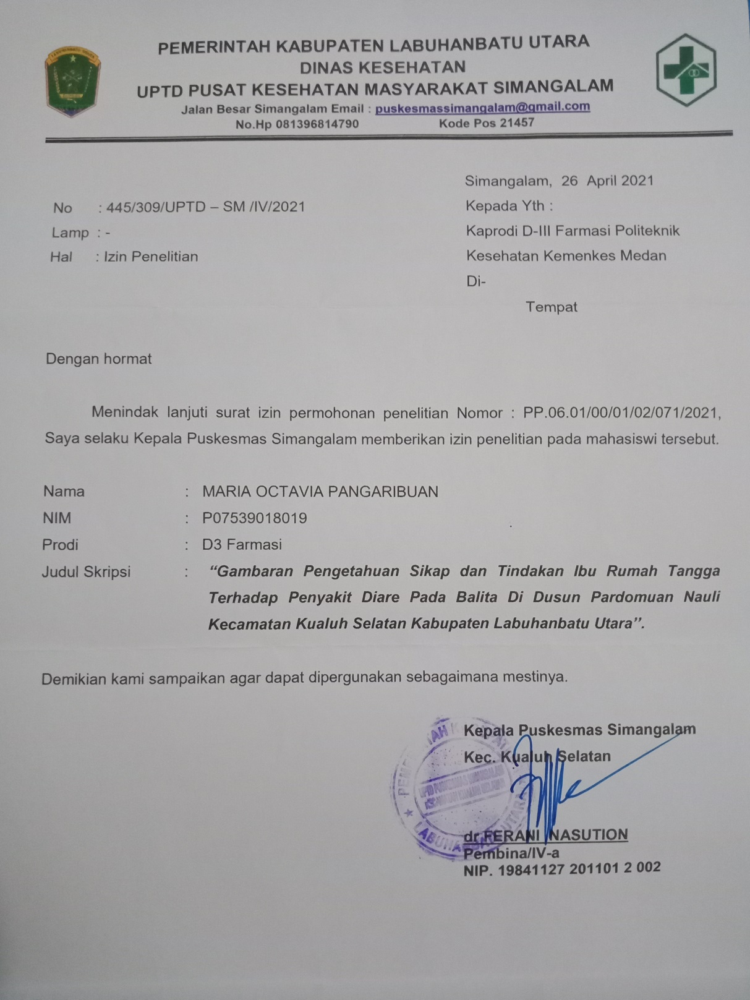 PEMERINTAH KABUPATEN LABUHANBATU UTARA
DINAS KESEHATAN
UPTD PUSAT KESEHATAN MASYARAKAT SIMANGALAM
Jalan Besar Simangalam Email : puskesmassimangalam@gmail.com
No.Hp 081396814790 Kode Pos 21457
Simangalam, 26 April 2021
No : 445/309/UPTD – SM /IV/2021
Lamp : -
Hal : Izin Penelitian
Kepada Yth :
Kaprodi D-III Farmasi Politeknik
Kesehatan Kemenkes Medan
Di-
Tempat
Dengan hormat
Menindak lanjuti surat izin permohonan penelitian Nomor : PP.06.01/00/01/02/071/2021,
Saya selaku Kepala Puskesmas Simangalam memberikan izin penelitian pada mahasiswi tersebut.
Nama : MARIA OCTAVIA PANGARIBUAN
NIM : P07539018019
Prodi : D3 Farmasi
Judul Skripsi : “Gambaran Pengetahuan Sikap dan Tindakan Ibu Rumah Tangga
Terhadap Penyakit Diare Pada Balita Di Dusun Pardomuan Nauli
Kecamatan Kualuh Selatan Kabupaten Labuhanbatu Utara”.
Demikian kami sampaikan agar dapat dipergunakan sebagaimana mestinya.
Kepala Puskesmas Simangalam
Kec. Kualuh Selatan
dr.FERANI NASUTION
Pembina/IV-a
NIP. 19841127 201101 2 002